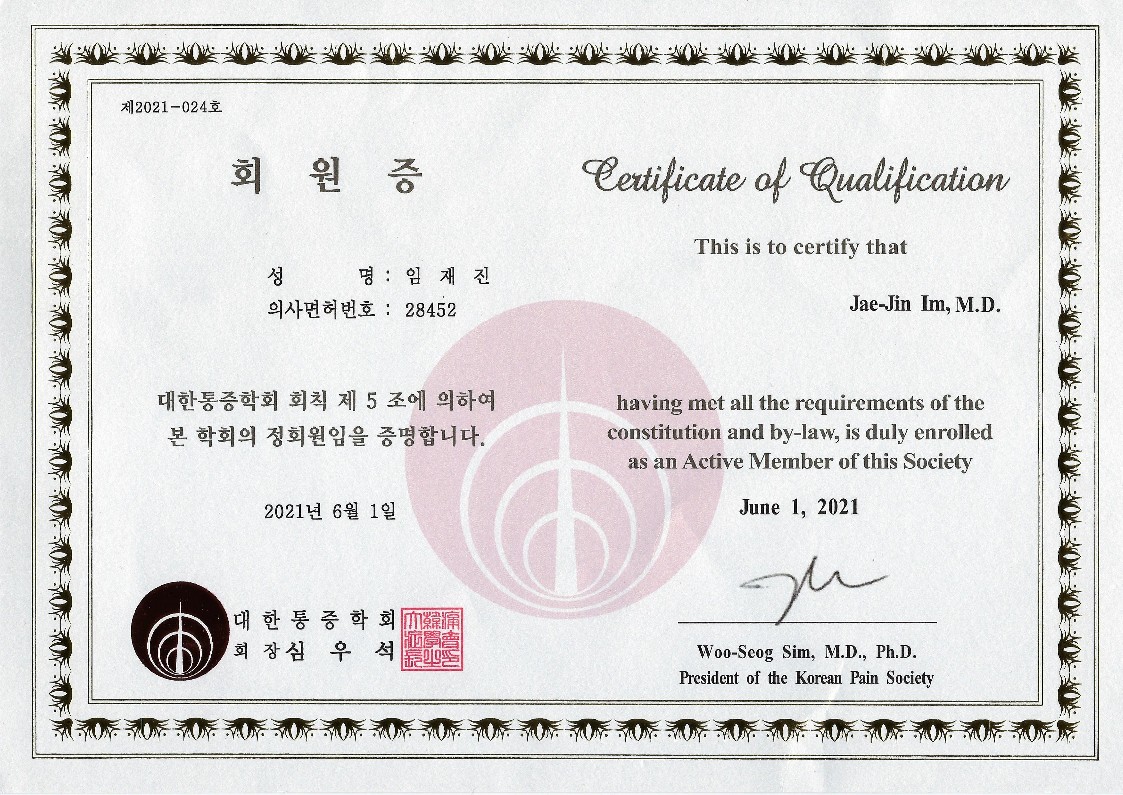 제2021-024호
회 원 증
성 명 : 임 재 진
의사면허번호 : 28452
대한통증학회 회칙 제 5 조에 의하여
본 학회의 정회원임을 증명합니다.
2021년 6월 1일
대 한 통 증 학 회
회 장 심 우 석
Certificate of Qualification
This is to certify that
Jae-Jin Im, M.D.
having met all the requirements of the
constitution and by-law, is duly enrolled
as an Active Member of this Society
June 1, 2021
Woo-Seog Sim, M.D., Ph.D.
President of the Korean Pain Society